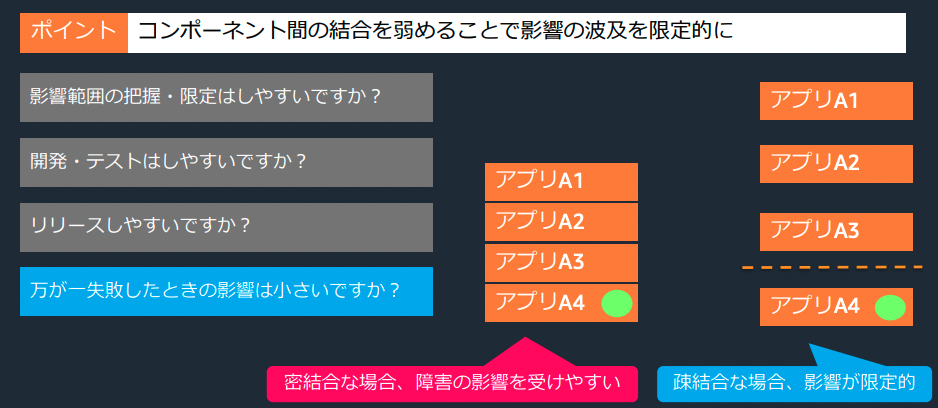 ポイント コンポーネント間の結合を弱めることで影響の波及を限定的に
影響範囲の把握・限定はしやすいですか？
開発・テストはしやすいですか？
リリースしやすいですか？
万が一失敗したときの影響は小さいですか？
アプリA1
アプリA2
アプリA3
アプリA4
密結合な場合、障害の影響を受けやすい
アプリA1
アプリA2
アプリA3
アプリA4
疎結合な場合、影響が限定的